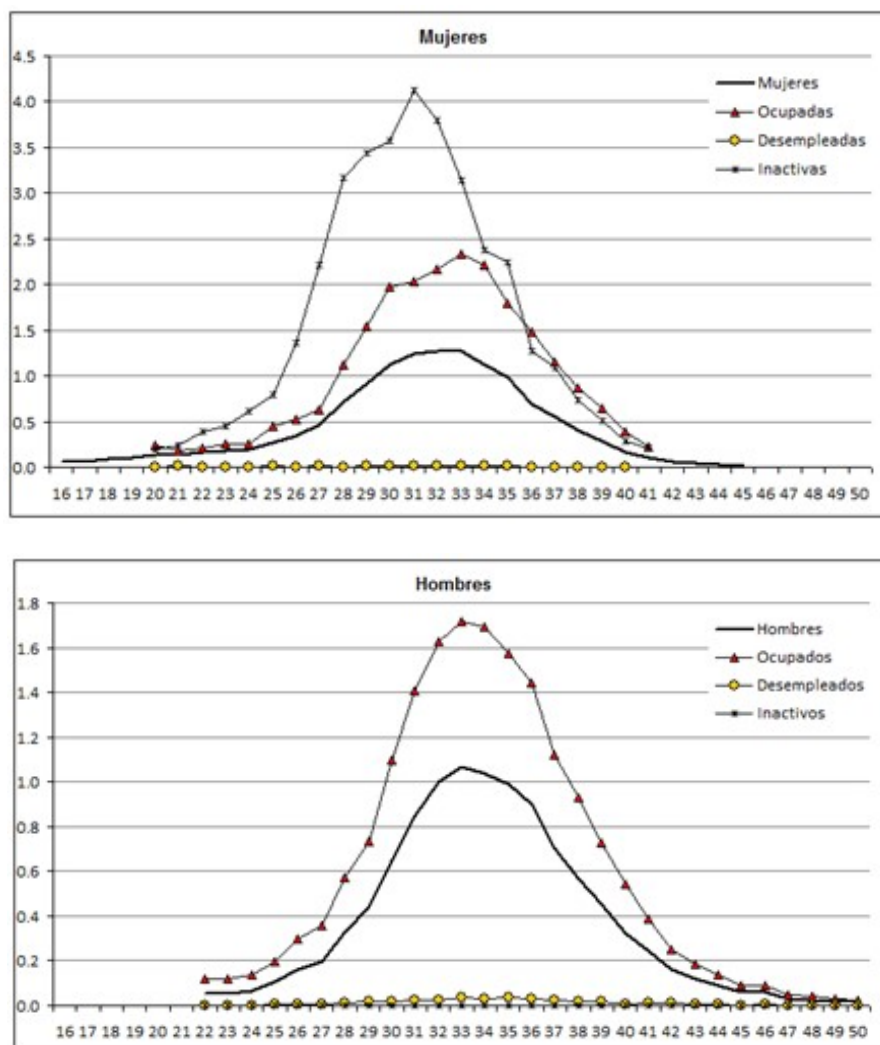 Mujeres
4.5
4.0
3.5
3.0
2.5
2.0
1.5
1.0
0.5
0.0
Mujeres
Ocupadas
Desempleadas
Inactivas
16 17 18 19 20 21 22 23 24 25 26 27 28 29 30 31 32 33 34 35 36 37 38 39 40 41 42 43 44 45 46 47 48 49 50
Hombres
1.8
1.6
1.4
1.2
1.0
0.8
0.6
0.4
0.2
0.0
Hombres
Ocupados
Desempleados
Inactivos
16 17 18 19 20 21 22 23 24 25 26 27 28 29 30 31 32 33 34 35 36 37 38 39 40 41 42 43 44 45 46 47 48 49 50